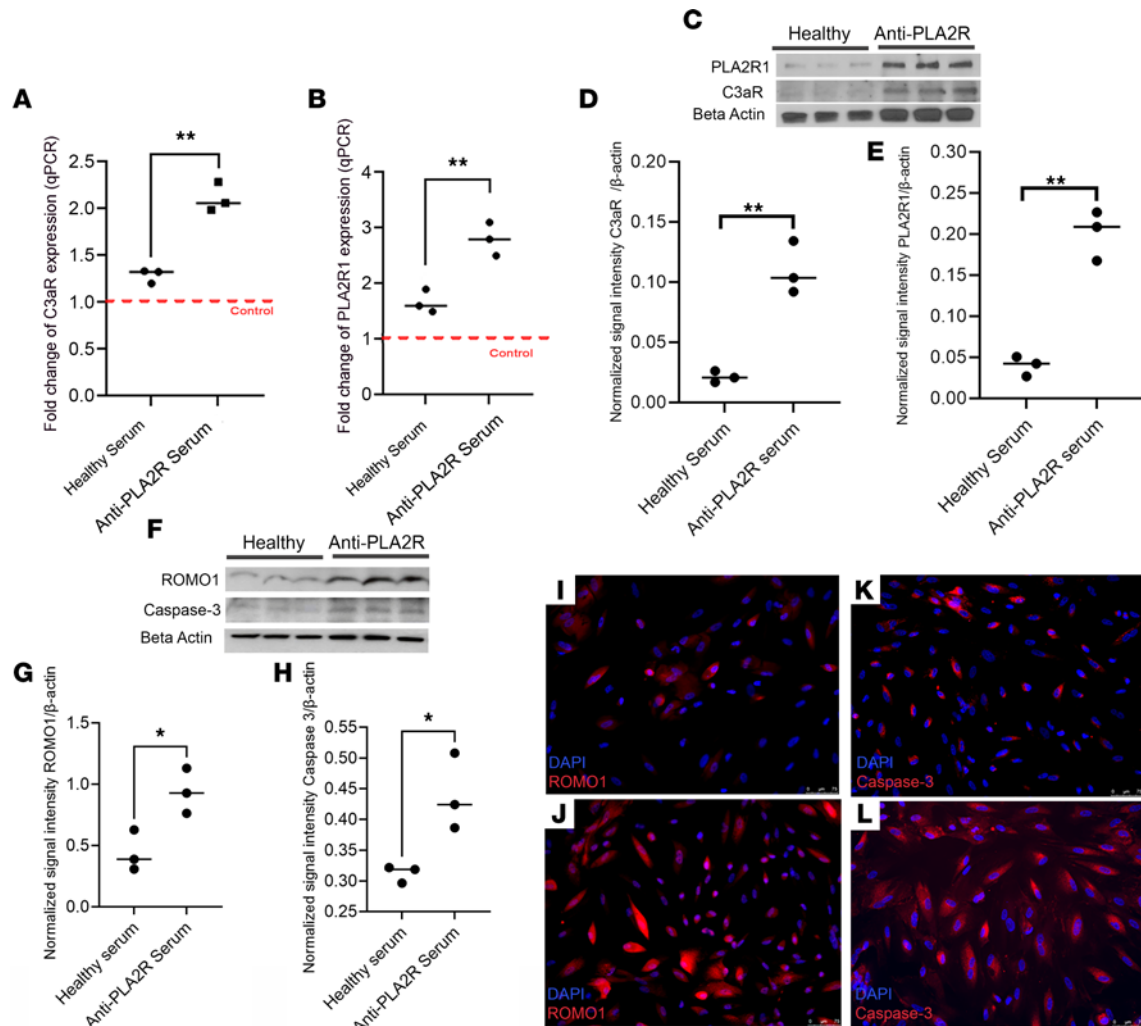 A
Fold change of C3aR expression (qPCR)
2.5
2.0
1.5
1.0
0.5
0.0
**
Control
Healthy Serum
Anti-PLA2R Serum
B
Fold change of PLA2R1 expression (qPCR)
4
3
2
1
0
**
Control
Healthy Serum
Anti-PLA2R Serum
C
Healthy
Anti-PLA2R
PLA2R1
C3aR
Beta Actin
D
Normalized signal intensity C3aR /β-actin
0.20
0.15
0.10
0.05
0.00
**
Healthy Serum
Anti-PLA2R serum
E
Normalized signal intensity PLA2R1/β-actin
0.30
0.25
0.20
0.15
0.10
0.05
0.00
**
Healthy Serum
Anti-PLA2R serum
F
Healthy
Anti-PLA2R
ROMO1
Caspase-3
Beta Actin
G
Normalized signal intensity ROMO1/β-actin
1.5
1.0
0.5
0.0
*
Healthy serum
Anti-PLA2R Serum
H
Normalized signal intensity Caspase 3/β-actin
0.55
0.50
0.45
0.40
0.35
0.30
0.25
*
Healthy serum
Anti-PLA2R Serum
I
DAPI
ROMO1
K
DAPI
Caspase-3
J
DAPI
ROMO1
L
DAPI
Caspase-3